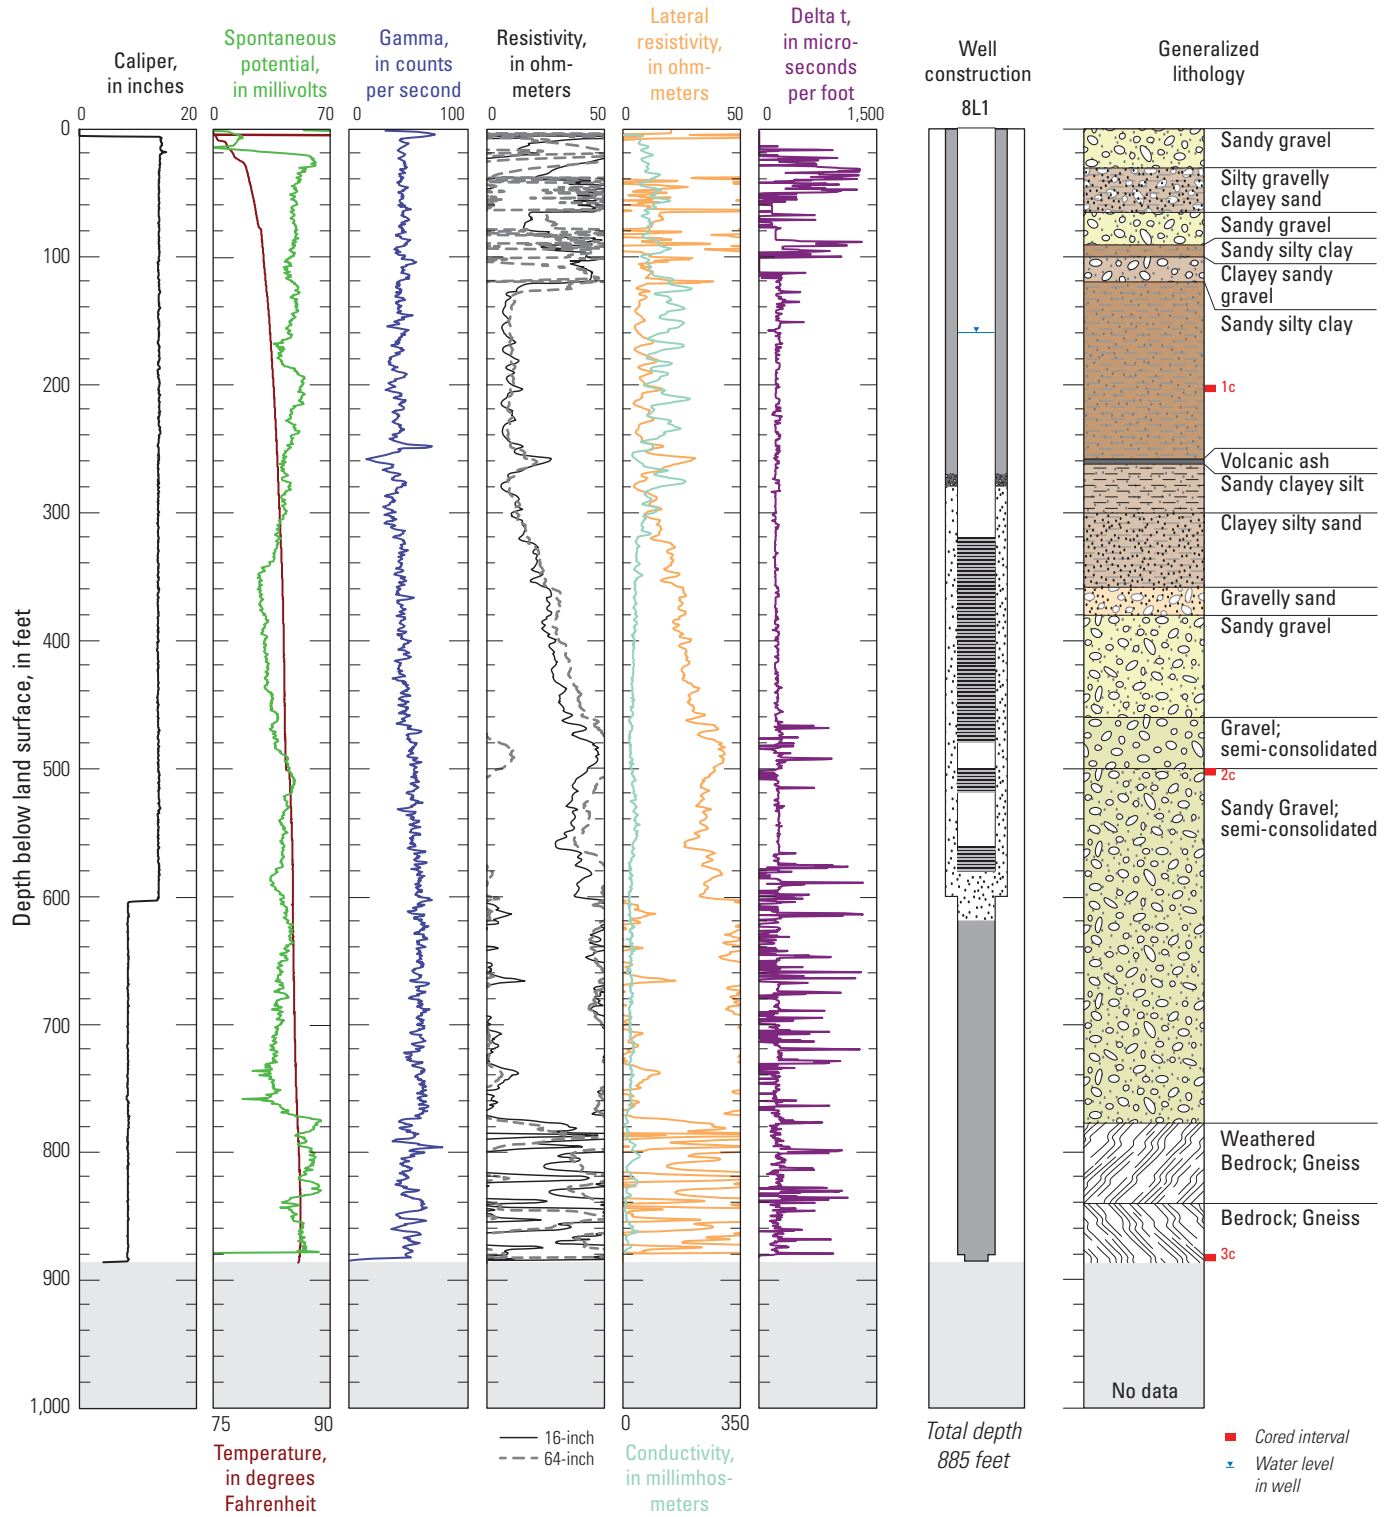 Caliper,
in inches
Spontaneous
potential,
in millivolts
Gamma,
in counts
per second
Resistivity,
in ohm-
meters
Lateral
resistivity,
in ohm-
meters
Delta t,
in micro-
seconds
per foot
Well
construction
8L1
Generalized
lithology
0 20
0 70
0 100
0 50
0 50
0 1,500
Depth below land surface, in feet
0
100
200
300
400
500
600
700
800
900
1,000
Sandy gravel
Silty gravelly
clayey sand
Sandy gravel
Sandy silty clay
Clayey sandy
gravel
Sandy silty clay
1c
Volcanic ash
Sandy clayey silt
Clayey silty sand
Gravelly sand
Sandy gravel
Gravel;
semi-consolidated
2c
Sandy Gravel;
semi-consolidated
Weathered
Bedrock; Gneiss
Bedrock; Gneiss
3c
No data
75 90
Temperature,
in degrees
Fahrenheit
16-inch
64-inch
0 350
Conductivity,
in millimhos-
meters
Total depth
885 feet
Cored interval
Water level
in well